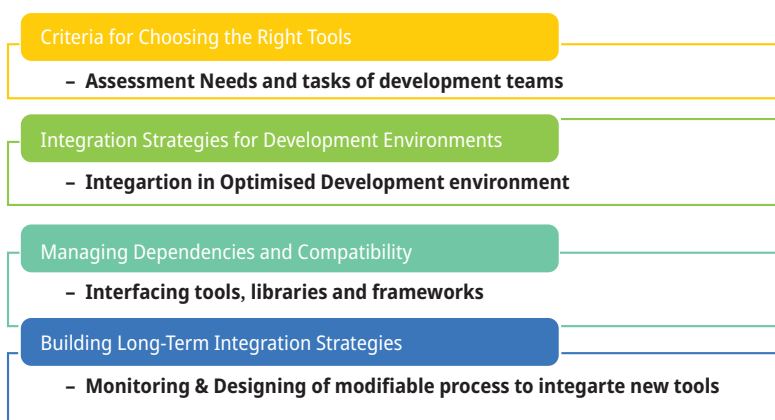 Criteria for Choosing the Right Tools
– Assessment Needs and tasks of development teams
Integration Strategies for Development Environments
– Integartion in Optimised Development environment
Managing Dependencies and Compatibility
– Interfacing tools, libraries and frameworks
Building Long-Term Integration Strategies
– Monitoring & Designing of modifiable process to integarte new tools